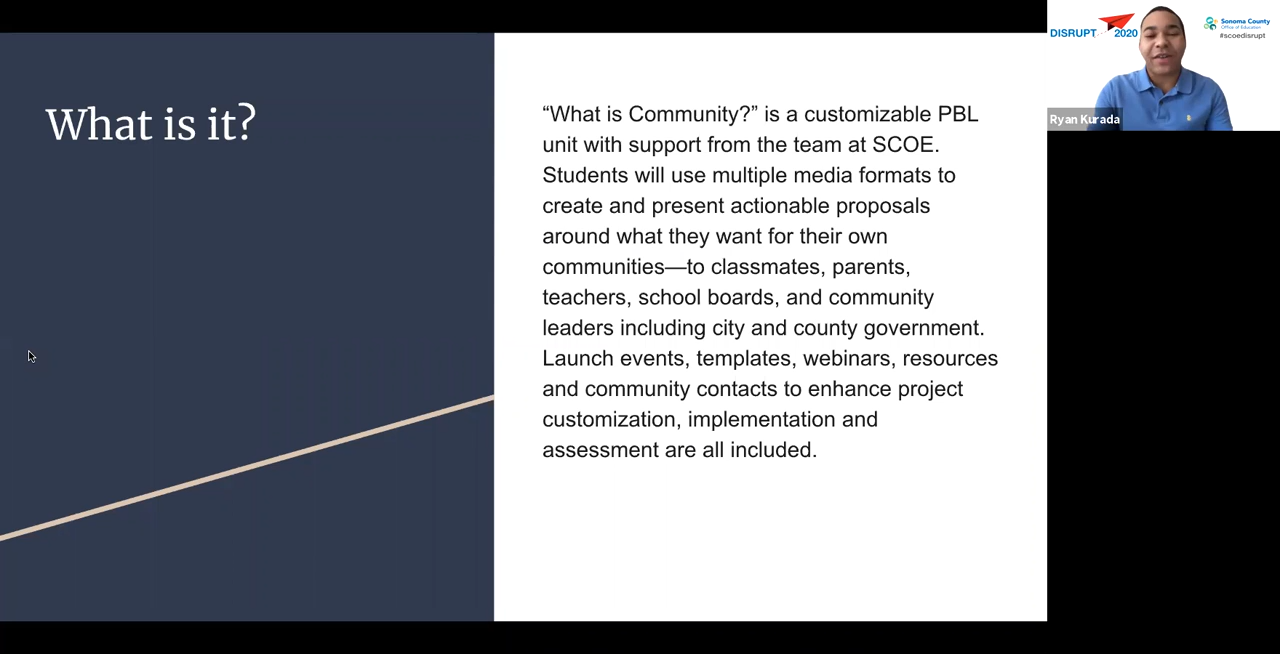 What is it?
“What is Community?” is a customizable PBL
unit with support from the team at SCOE.
Students will use multiple media formats to
create and present actionable proposals
around what they want for their own
communities—to classmates, parents,
teachers, school boards, and community
leaders including city and county government.
Launch events, templates, webinars, resources
and community contacts to enhance project
customization, implementation and
assessment are all included.
DISRUPT 2020
Sonoma County
Office of Education
#scoedisrupt
Ryan Kurada